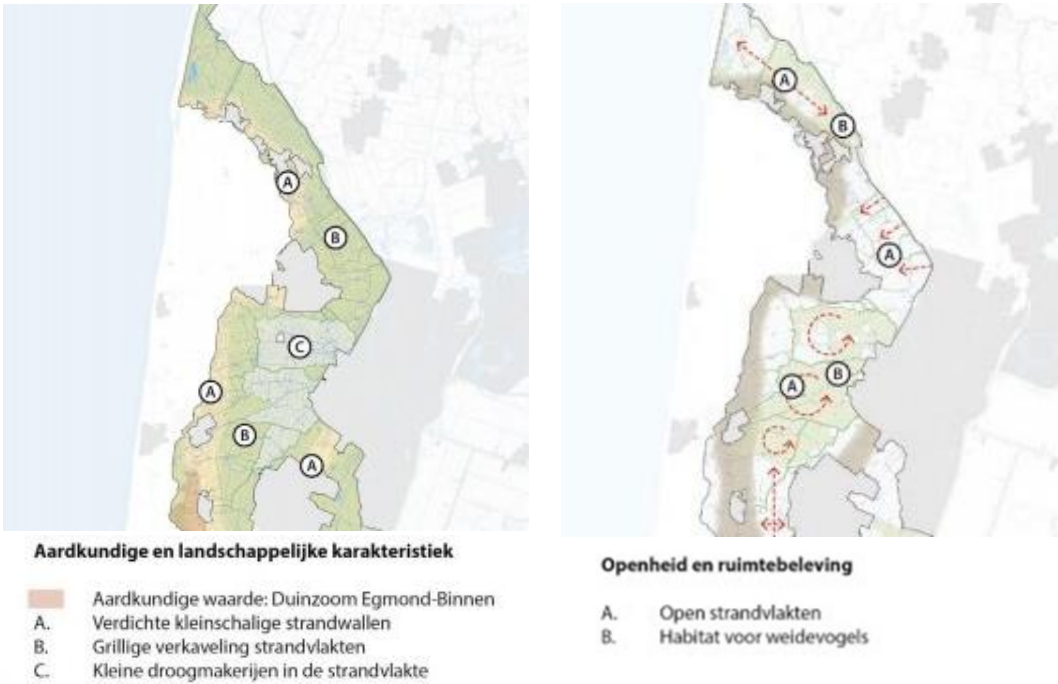 A
B
C
A
B
A
Aardkundige en landschappelijke karakteristiek
Aardkundige waarde: Duinzoom Egmond-Binnen
A. Verdichte kleinschalige strandwallen
B. Grillige verkaveling strandvlakten
C. Kleine droogmakerijen in de strandvlakte
A
B
A
B
A
Openheid en ruimtebeleving
A. Open strandvlakten
B. Habitat voor weidevogels